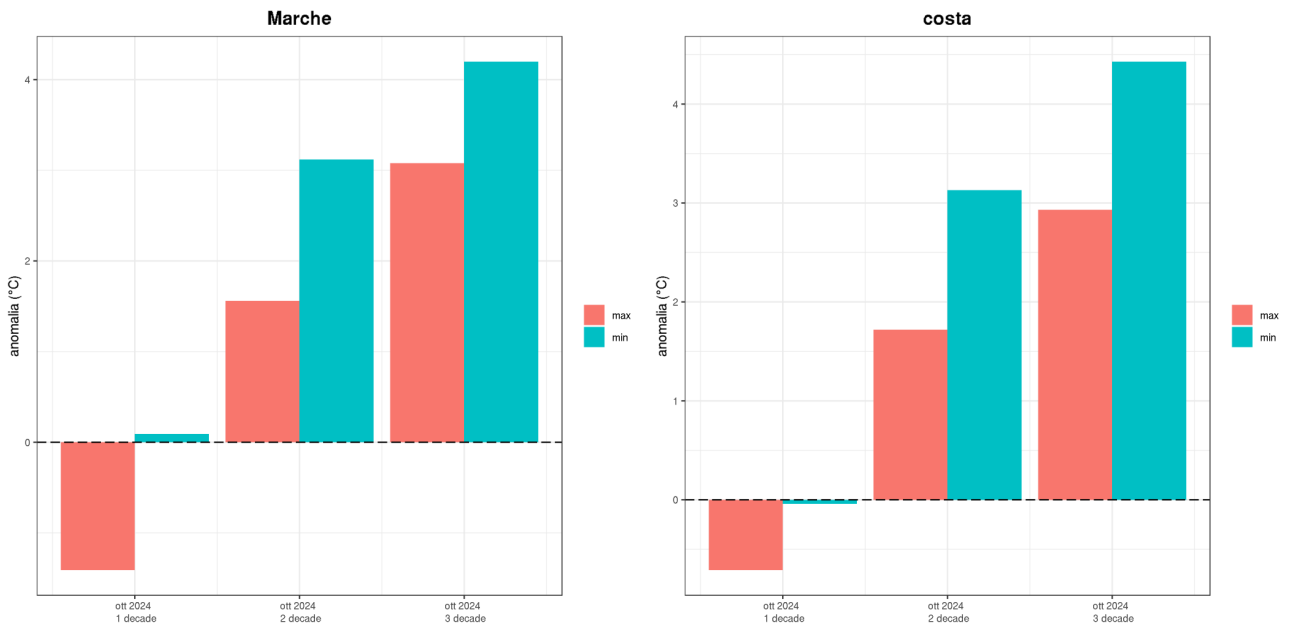 Marche
anomalia (°C)
4
2
0
ott 2024
1 decade
ott 2024
2 decade
ott 2024
3 decade
max
min
costa
anomalia (°C)
4
3
2
1
0
ott 2024
1 decade
ott 2024
2 decade
ott 2024
3 decade
max
min